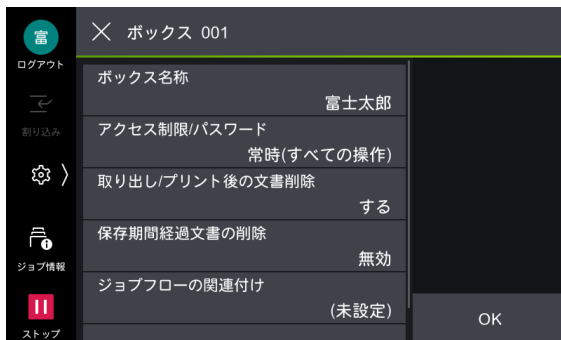 富
ログアウト
割り込み
ジョブ情報
ストップ
ボックス 001
ボックス名称
富士太郎
アクセス制限/パスワード
常時(すべての操作)
取り出し/プリント後の文書削除
する
保存期間経過文書の削除
無効
ジョブフローの関連付け
(未設定)
OK